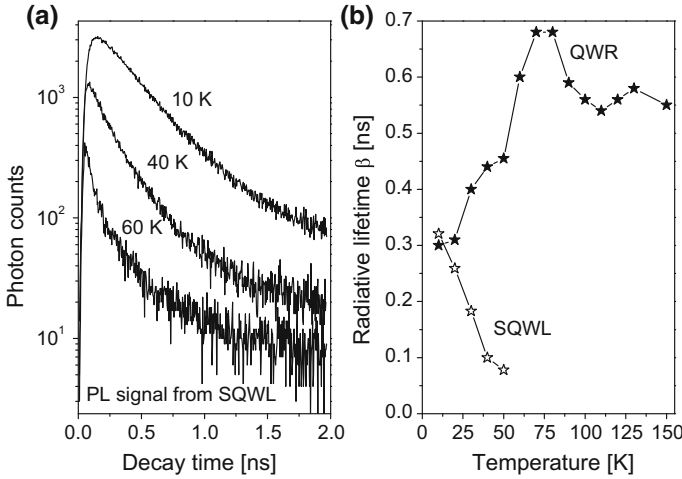 (a)
10³
10²
10¹
Photon counts
10 K
40 K
60 K
PL signal from SQWL
0.0 0.5 1.0 1.5 2.0
Decay time [ns]
(b)
0.7
0.6
0.5
0.4
0.3
0.2
0.1
0.0
Radiative lifetime β [ns]
QWR
SQWL
0 25 50 75 100 125 150
Temperature [K]